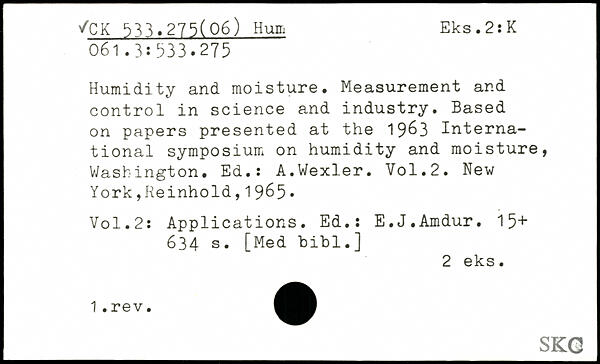 ✓CK 533.275(06) Hum Eks.2:K
061.3:533.275
Humidity and moisture. Measurement and
control in science and industry. Based
on papers presented at the 1963 Interna-
tional symposium on humidity and moisture,
Washington. Ed.: A.Wexler. Vol.2. New
York,Reinhold,1965.
Vol.2: Applications. Ed.: E.J.Amdur. 15+
634 s. [Med bibl.]
2 eks.
1.rev.
SKC